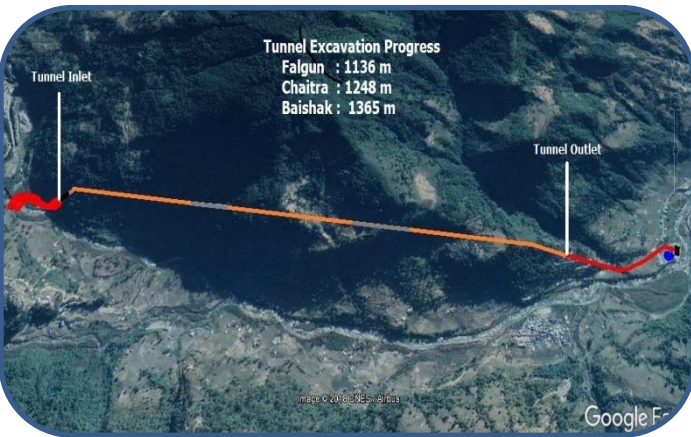 Tunnel Excavation Progress
Falgun : 1136 m
Chaitra : 1248 m
Baishak : 1365 m
Tunnel Inlet
Tunnel Outlet
Image © 2018 CNES / Airbus
Google